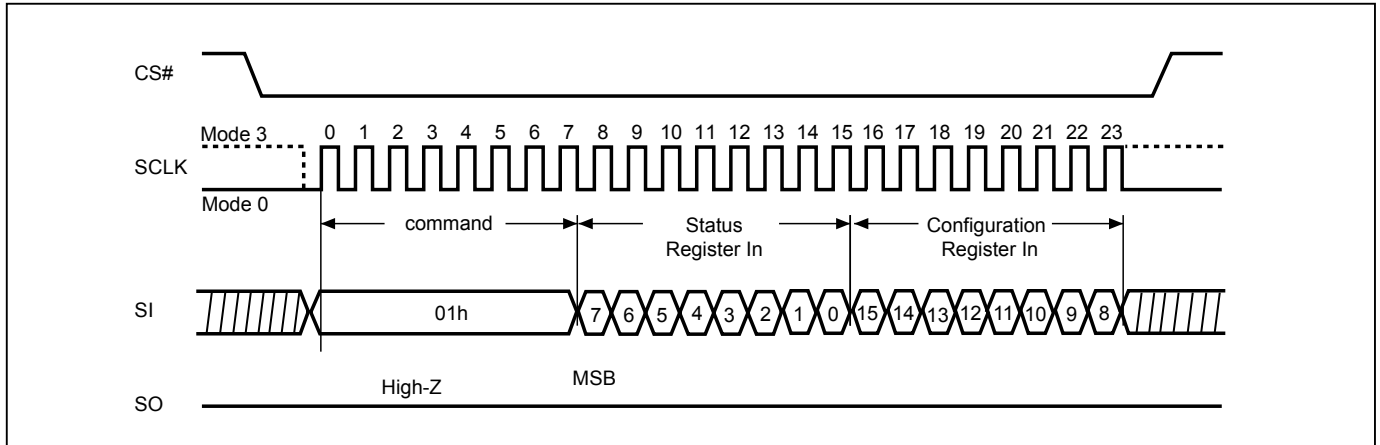 CS#
Mode 3
0 1 2 3 4 5 6 7 8 9 10 11 12 13 14 15 16 17 18 19 20 21 22 23
SCLK
Mode 0
command
Status
Register In
Configuration
Register In
SI
01h
7 6 5 4 3 2 1 0 15 14 13 12 11 10 9 8
High-Z
MSB
SO